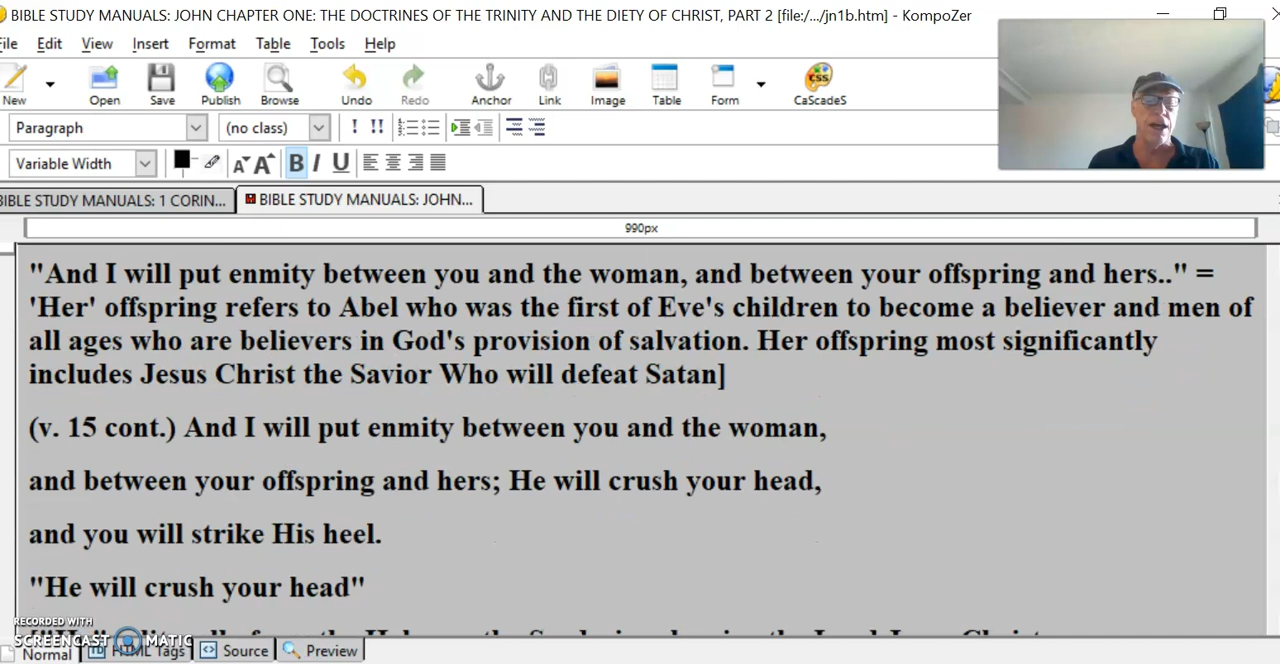 BIBLE STUDY MANUALS: JOHN CHAPTER ONE: THE DOCTRINES OF THE TRINITY AND THE DIETY OF CHRIST, PART 2 [file:/.../jn1b.htm] - KompoZer
File Edit View Insert Format Table Tools Help
New Open Save Publish Browse Undo Redo Anchor Link Image Table Form CaScadeS
Paragraph (no class) ! !!
Variable Width A A B I U
BIBLE STUDY MANUALS: 1 CORIN... BIBLE STUDY MANUALS: JOHN...
990px
"And I will put enmity between you and the woman, and between your offspring and hers.." =
'Her' offspring refers to Abel who was the first of Eve's children to become a believer and men of
all ages who are believers in God's provision of salvation. Her offspring most significantly
includes Jesus Christ the Savior Who will defeat Satan]
(v. 15 cont.) And I will put enmity between you and the woman,
and between your offspring and hers; He will crush your head,
and you will strike His heel.
"He will crush your head"
RECORDED WITH
SCREENCAST MATIC
Normal HTML Tags Source Preview